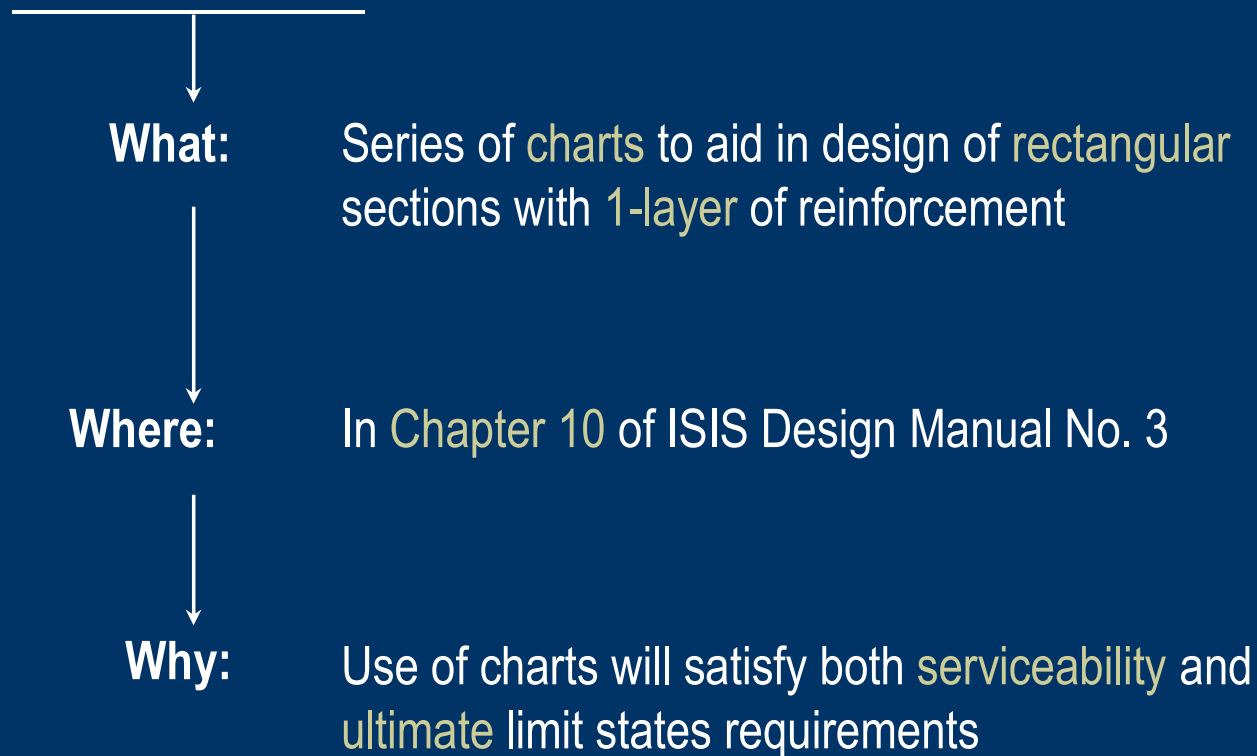 What: Series of charts to aid in design of rectangular
sections with 1-layer of reinforcement
Where: In Chapter 10 of ISIS Design Manual No. 3
Why: Use of charts will satisfy both serviceability and
ultimate limit states requirements